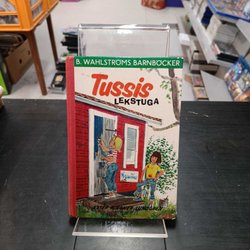 B. WAHLSTRÖMS BARNBÖCKER
Tussis
LEKSTUGA